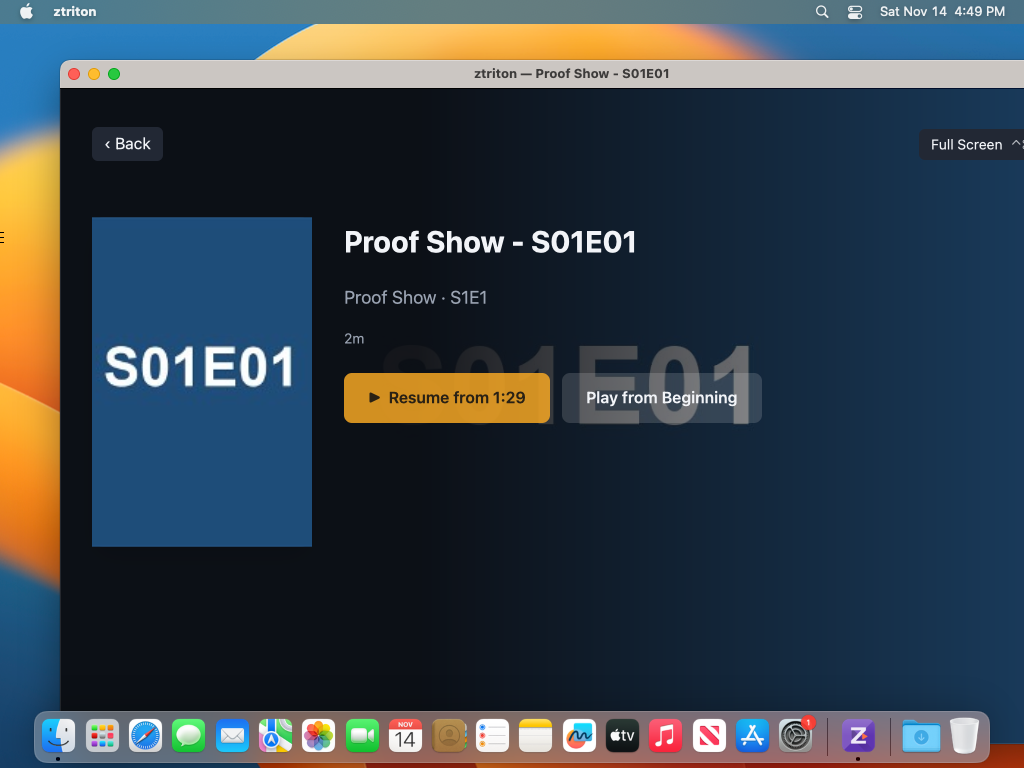 ztriton
Sat Nov 14 4:49 PM
ztriton — Proof Show - S01E01
‹ Back
Full Screen
S01E01
Proof Show - S01E01
Proof Show · S1E1
2m
S01E01
▶ Resume from 1:29
Play from Beginning
NOV
14
tv
1
Z